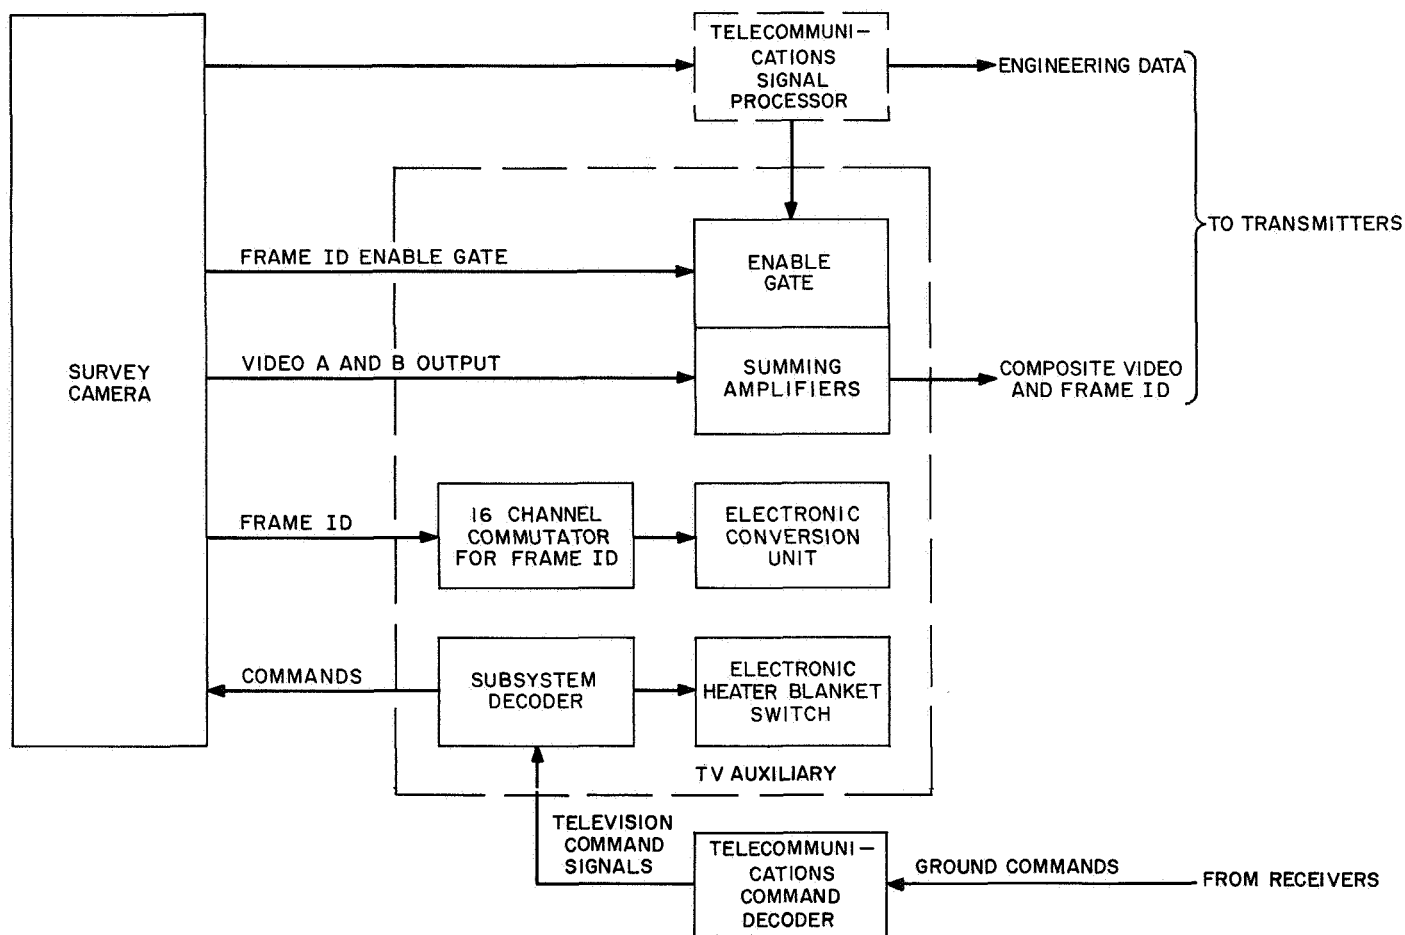 TELECOMMUNI-
CATIONS
SIGNAL
PROCESSOR
ENGINEERING DATA
TO TRANSMITTERS
FRAME ID ENABLE GATE
ENABLE
GATE
SURVEY
CAMERA
VIDEO A AND B OUTPUT
SUMMING
AMPLIFIERS
COMPOSITE VIDEO
AND FRAME ID
FRAME ID
16 CHANNEL
COMMUTATOR
FOR FRAME ID
ELECTRONIC
CONVERSION
UNIT
COMMANDS
SUBSYSTEM
DECODER
ELECTRONIC
HEATER BLANKET
SWITCH
TV AUXILIARY
TELEVISION
COMMAND
SIGNALS
TELECOMMUNI-
CATIONS
COMMAND
DECODER
GROUND COMMANDS
FROM RECEIVERS